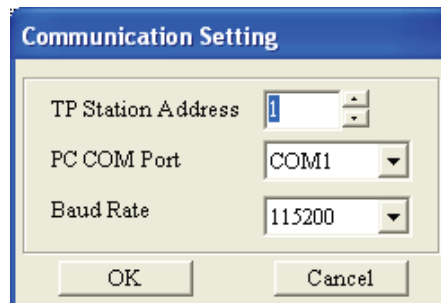 Communication Setting
TP Station Address 1
PC COM Port COM1
Baud Rate 115200
OK Cancel